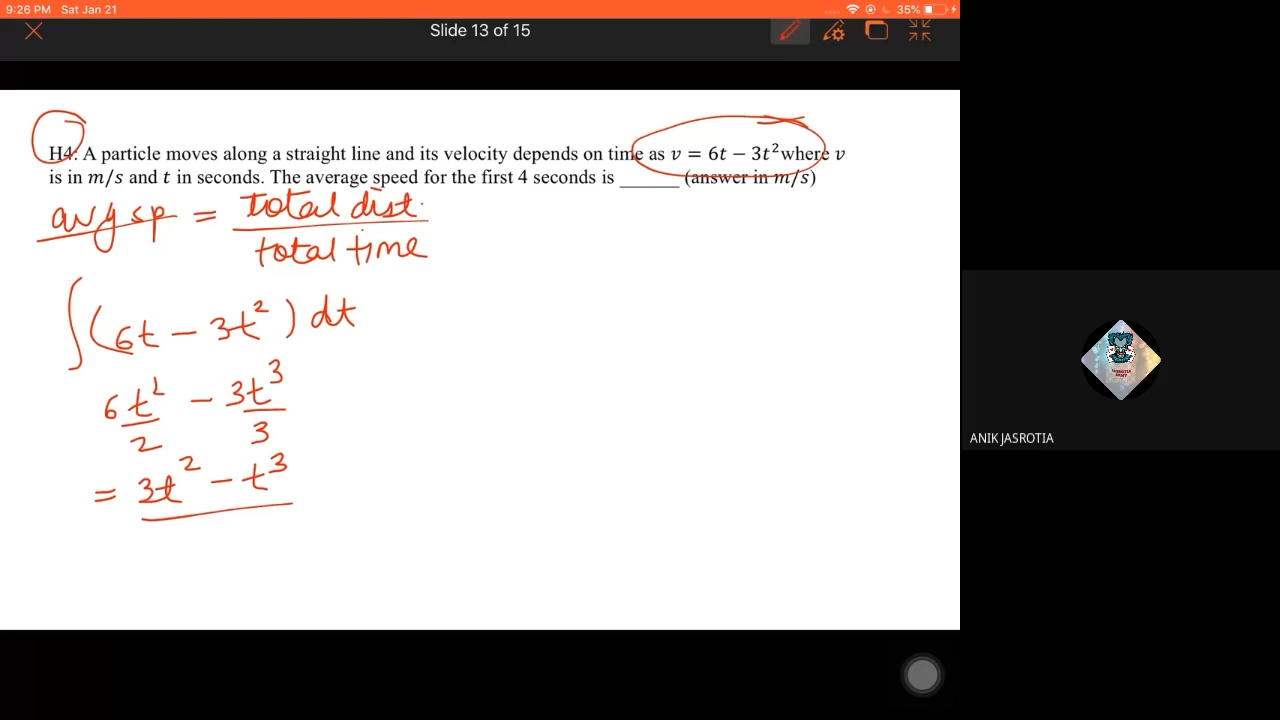 9:26 PM Sat Jan 21
35%
Slide 13 of 15
H4: A particle moves along a straight line and its velocity depends on time as v = 6t − 3t² where v
is in m/s and t in seconds. The average speed for the first 4 seconds is ______ (answer in m/s)
avg sp = total dist.
total time
∫(6t − 3t²) dt
6t² − 3t³
2 3
= 3t² − t³
ANIK JASROTIA